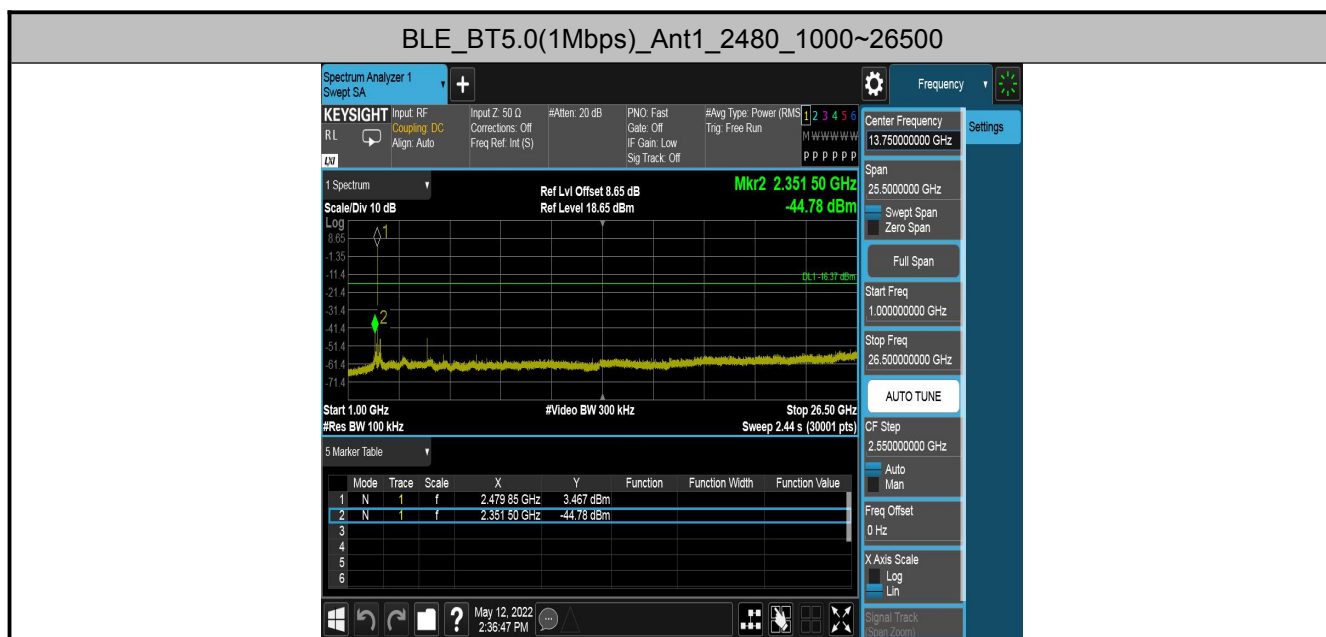 BLE_BT5.0(1Mbps)_Ant1_2480_1000~26500
Spectrum Analyzer 1
Swept SA
+
Frequency
KEYSIGHT
RL
LXI
Input: RF
Coupling: DC
Align: Auto
Input Z: 50 Ω
Corrections: Off
Freq Ref: Int (S)
#Atten: 20 dB
PNO: Fast
Gate: Off
IF Gain: Low
Sig Track: Off
#Avg Type: Power (RMS
Trig: Free Run
1 2 3 4 5 6
M W W W W W
P P P P P P
1 Spectrum
Scale/Div 10 dB
Ref Lvl Offset 8.65 dB
Ref Level 18.65 dBm
Mkr2 2.351 50 GHz
-44.78 dBm
Log
8.65
-1.35
-11.4
-21.4
-31.4
-41.4
-51.4
-61.4
-71.4
1
2
DL1 -16.37 dBm
Start 1.00 GHz
#Res BW 100 kHz
#Video BW 300 kHz
Stop 26.50 GHz
Sweep 2.44 s (30001 pts)
5 Marker Table
Mode Trace Scale X Y Function Function Width Function Value
1 N 1 f 2.479 85 GHz 3.467 dBm
2 N 1 f 2.351 50 GHz -44.78 dBm
3
4
5
6
May 12, 2022
2:36:47 PM
Center Frequency
13.750000000 GHz
Settings
Span
25.5000000 GHz
Swept Span
Zero Span
Full Span
Start Freq
1.000000000 GHz
Stop Freq
26.500000000 GHz
AUTO TUNE
CF Step
2.550000000 GHz
Auto
Man
Freq Offset
0 Hz
X Axis Scale
Log
Lin
Signal Track
(Span Zoom)